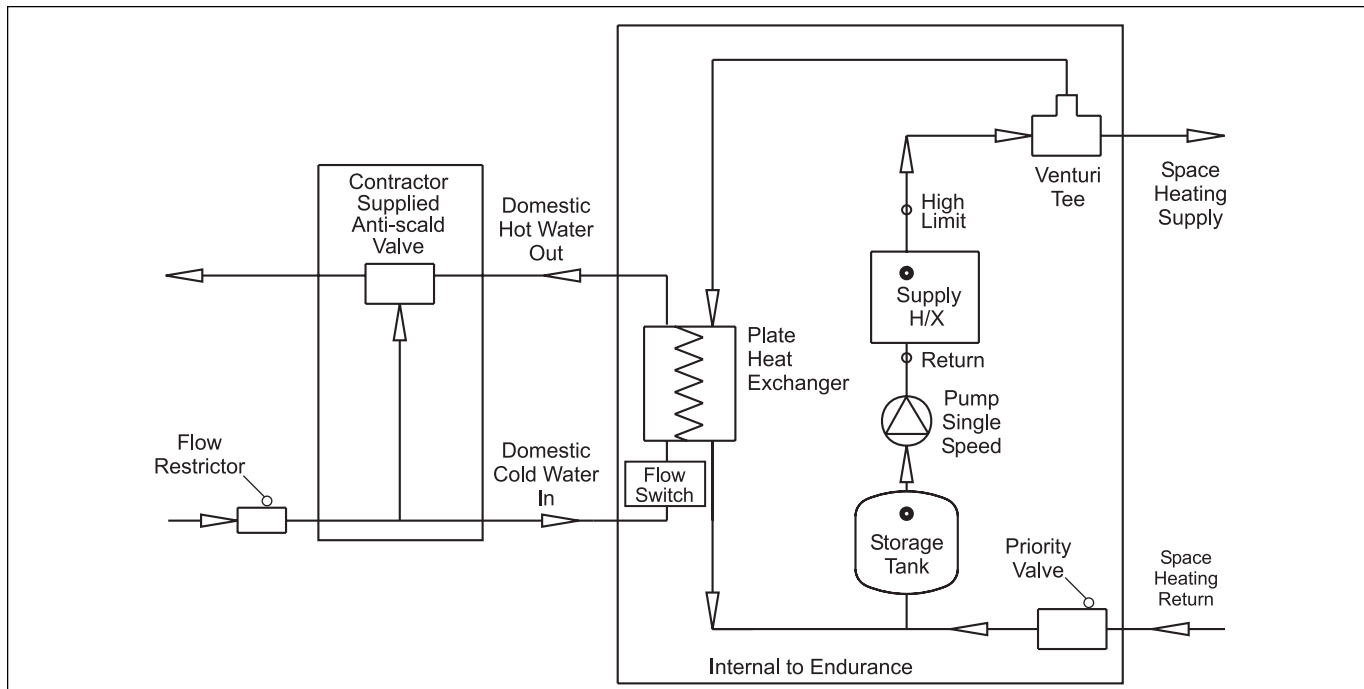 Contractor
Supplied
Anti-scald
Valve
Domestic
Hot Water
Out
High
Limit
Venturi
Tee
Space
Heating
Supply
Supply
H/X
Plate
Heat
Exchanger
Return
Pump
Single
Speed
Flow
Restrictor
Domestic
Cold Water
In
Flow
Switch
Storage
Tank
Priority
Valve
Space
Heating
Return
Internal to Endurance